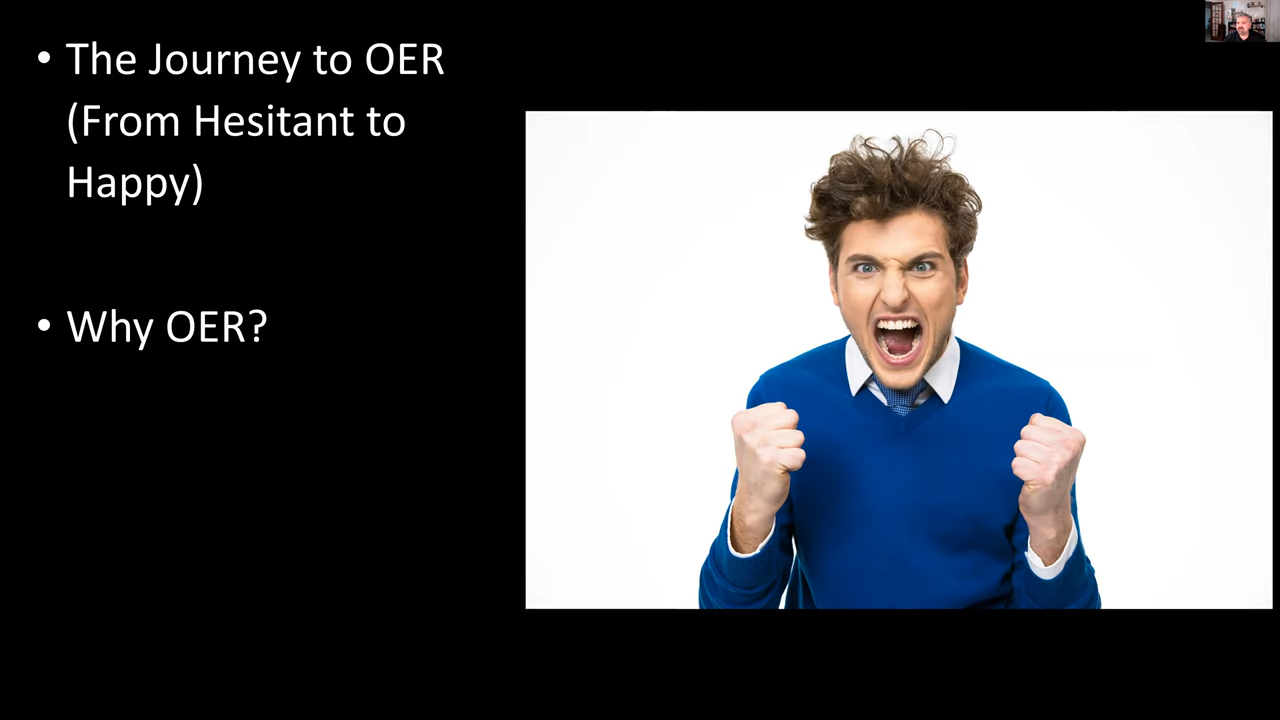 • The Journey to OER
(From Hesitant to
Happy)
• Why OER?